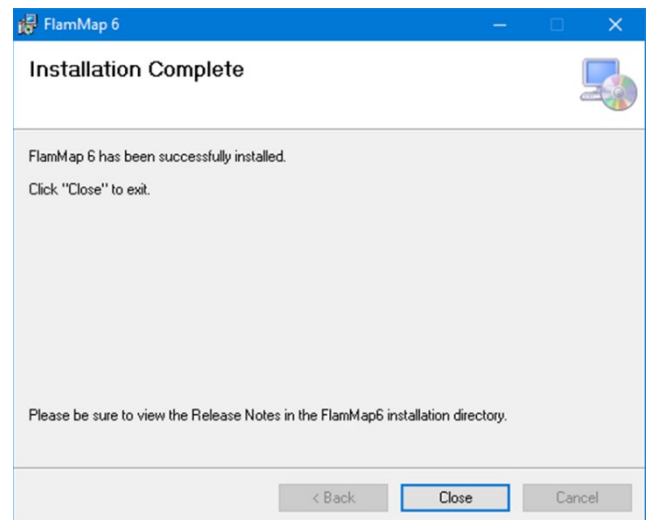 FlamMap 6
Installation Complete
FlamMap 6 has been successfully installed.
Click "Close" to exit.
Please be sure to view the Release Notes in the FlamMap6 installation directory.
< Back
Close
Cancel